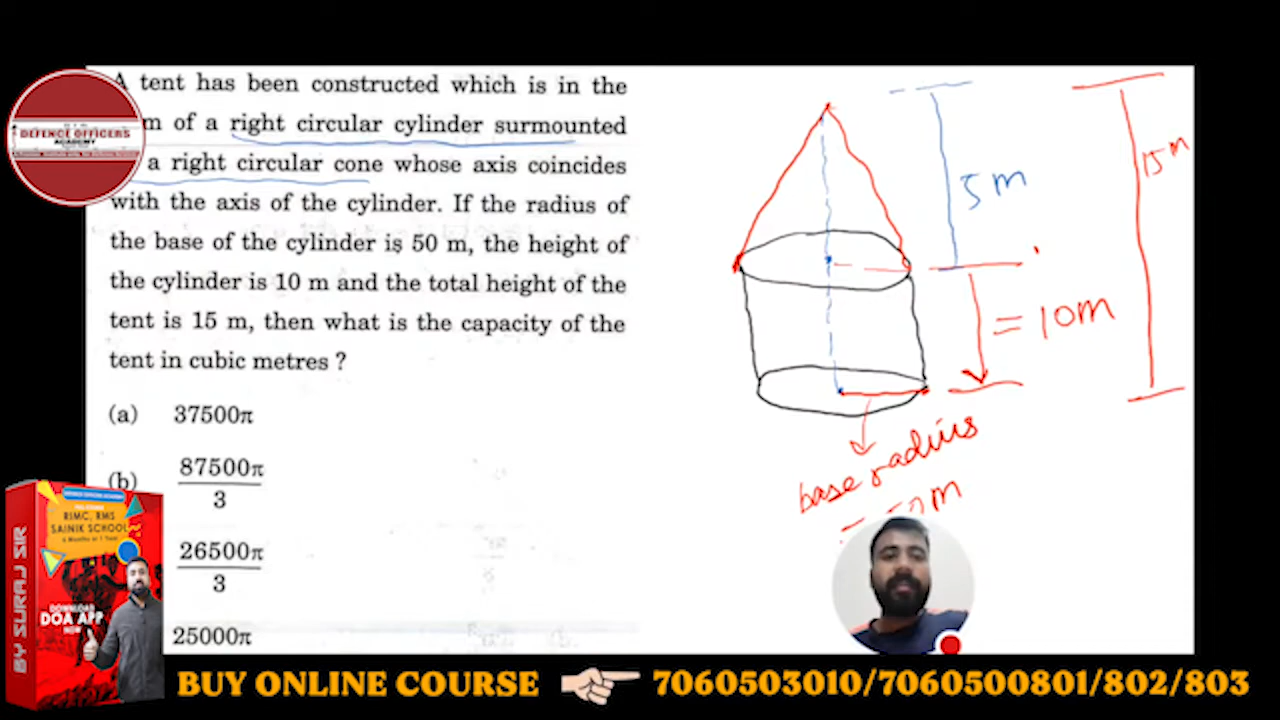 A tent has been constructed which is in the
m of a right circular cylinder surmounted
a right circular cone whose axis coincides
with the axis of the cylinder. If the radius of
the base of the cylinder is 50 m, the height of
the cylinder is 10 m and the total height of the
tent is 15 m, then what is the capacity of the
tent in cubic metres ?
(a) 37500π
(b) 87500π
3
26500π
3
25000π
DEFENCE OFFICERS
ACADEMY
5 m
15 m
= 10m
base radius
RIMC, RMS
SAINIK SCHOOL
DOWNLOAD
DOA APP
NOW
BY SURAJ SIR
BUY ONLINE COURSE 7060503010/7060500801/802/803